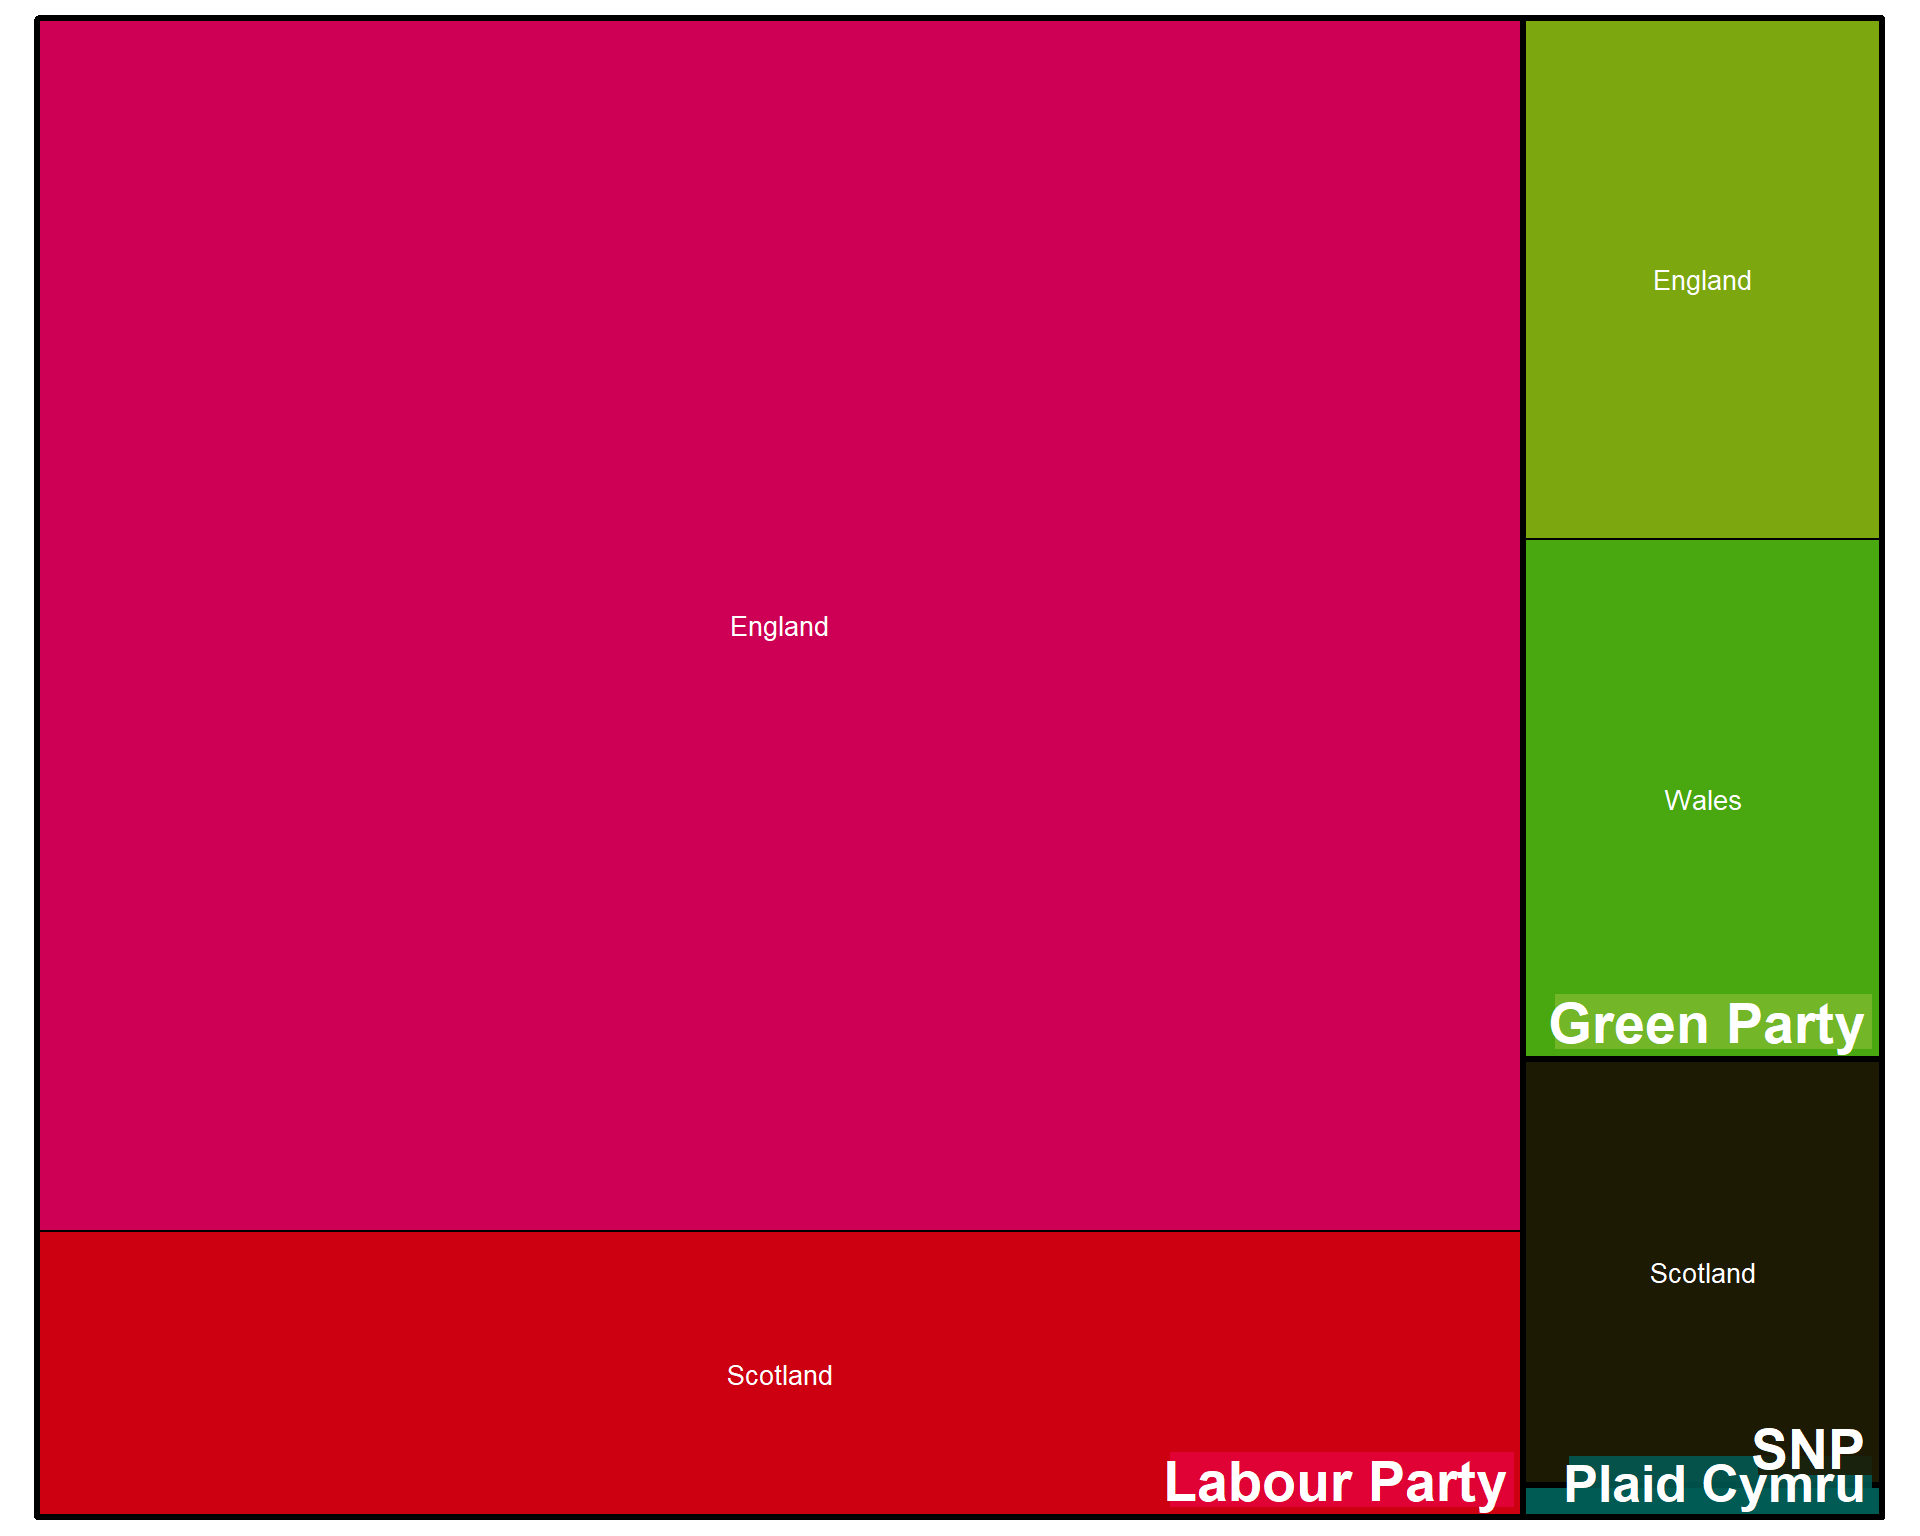 England
Scotland
Labour Party
England
Wales
Green Party
Scotland
SNP
Plaid Cymru